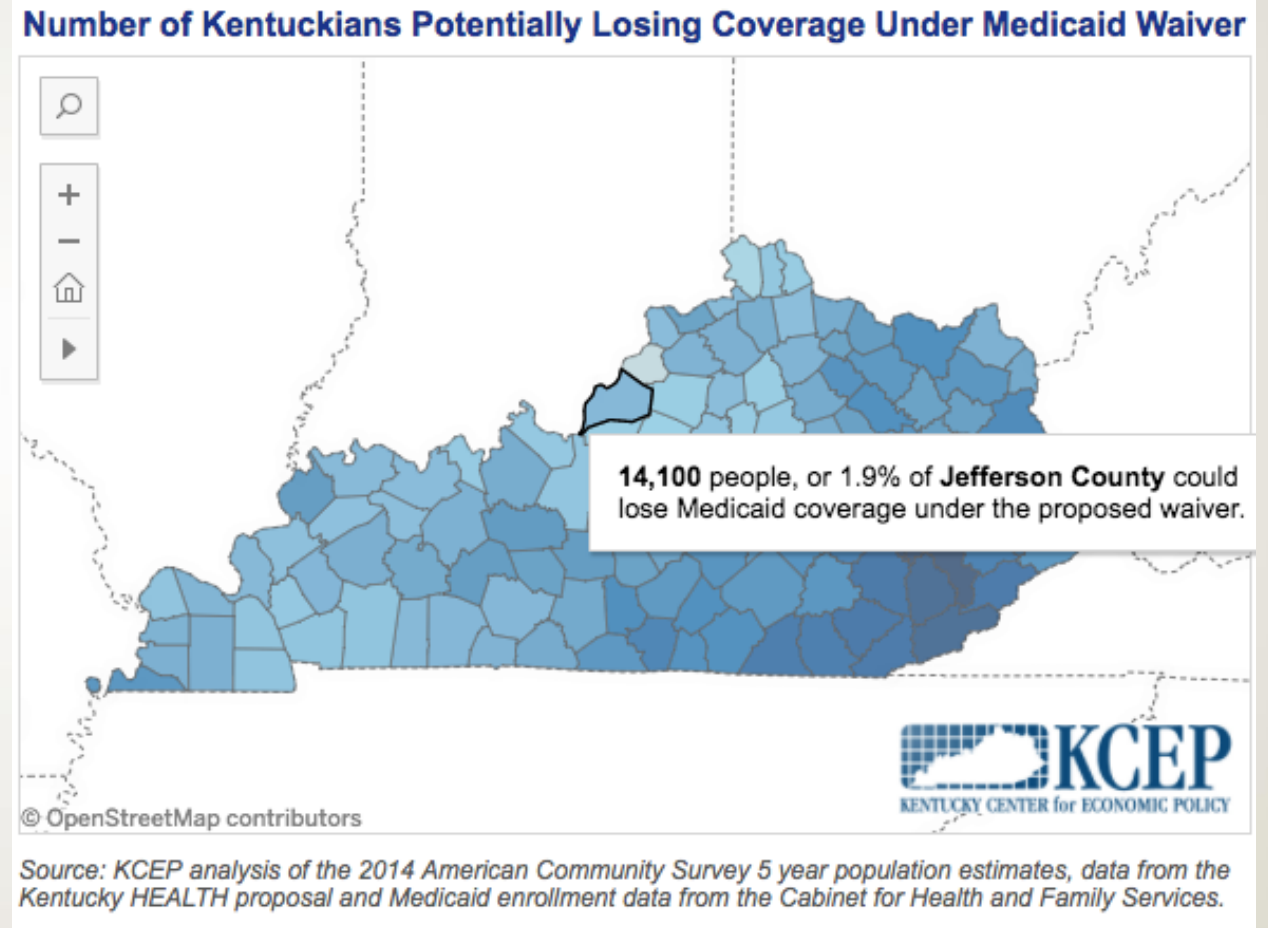 Number of Kentuckians Potentially Losing Coverage Under Medicaid Waiver
14,100 people, or 1.9% of Jefferson County could
lose Medicaid coverage under the proposed waiver.
KCEP
KENTUCKY CENTER for ECONOMIC POLICY
© OpenStreetMap contributors
Source: KCEP analysis of the 2014 American Community Survey 5 year population estimates, data from the
Kentucky HEALTH proposal and Medicaid enrollment data from the Cabinet for Health and Family Services.